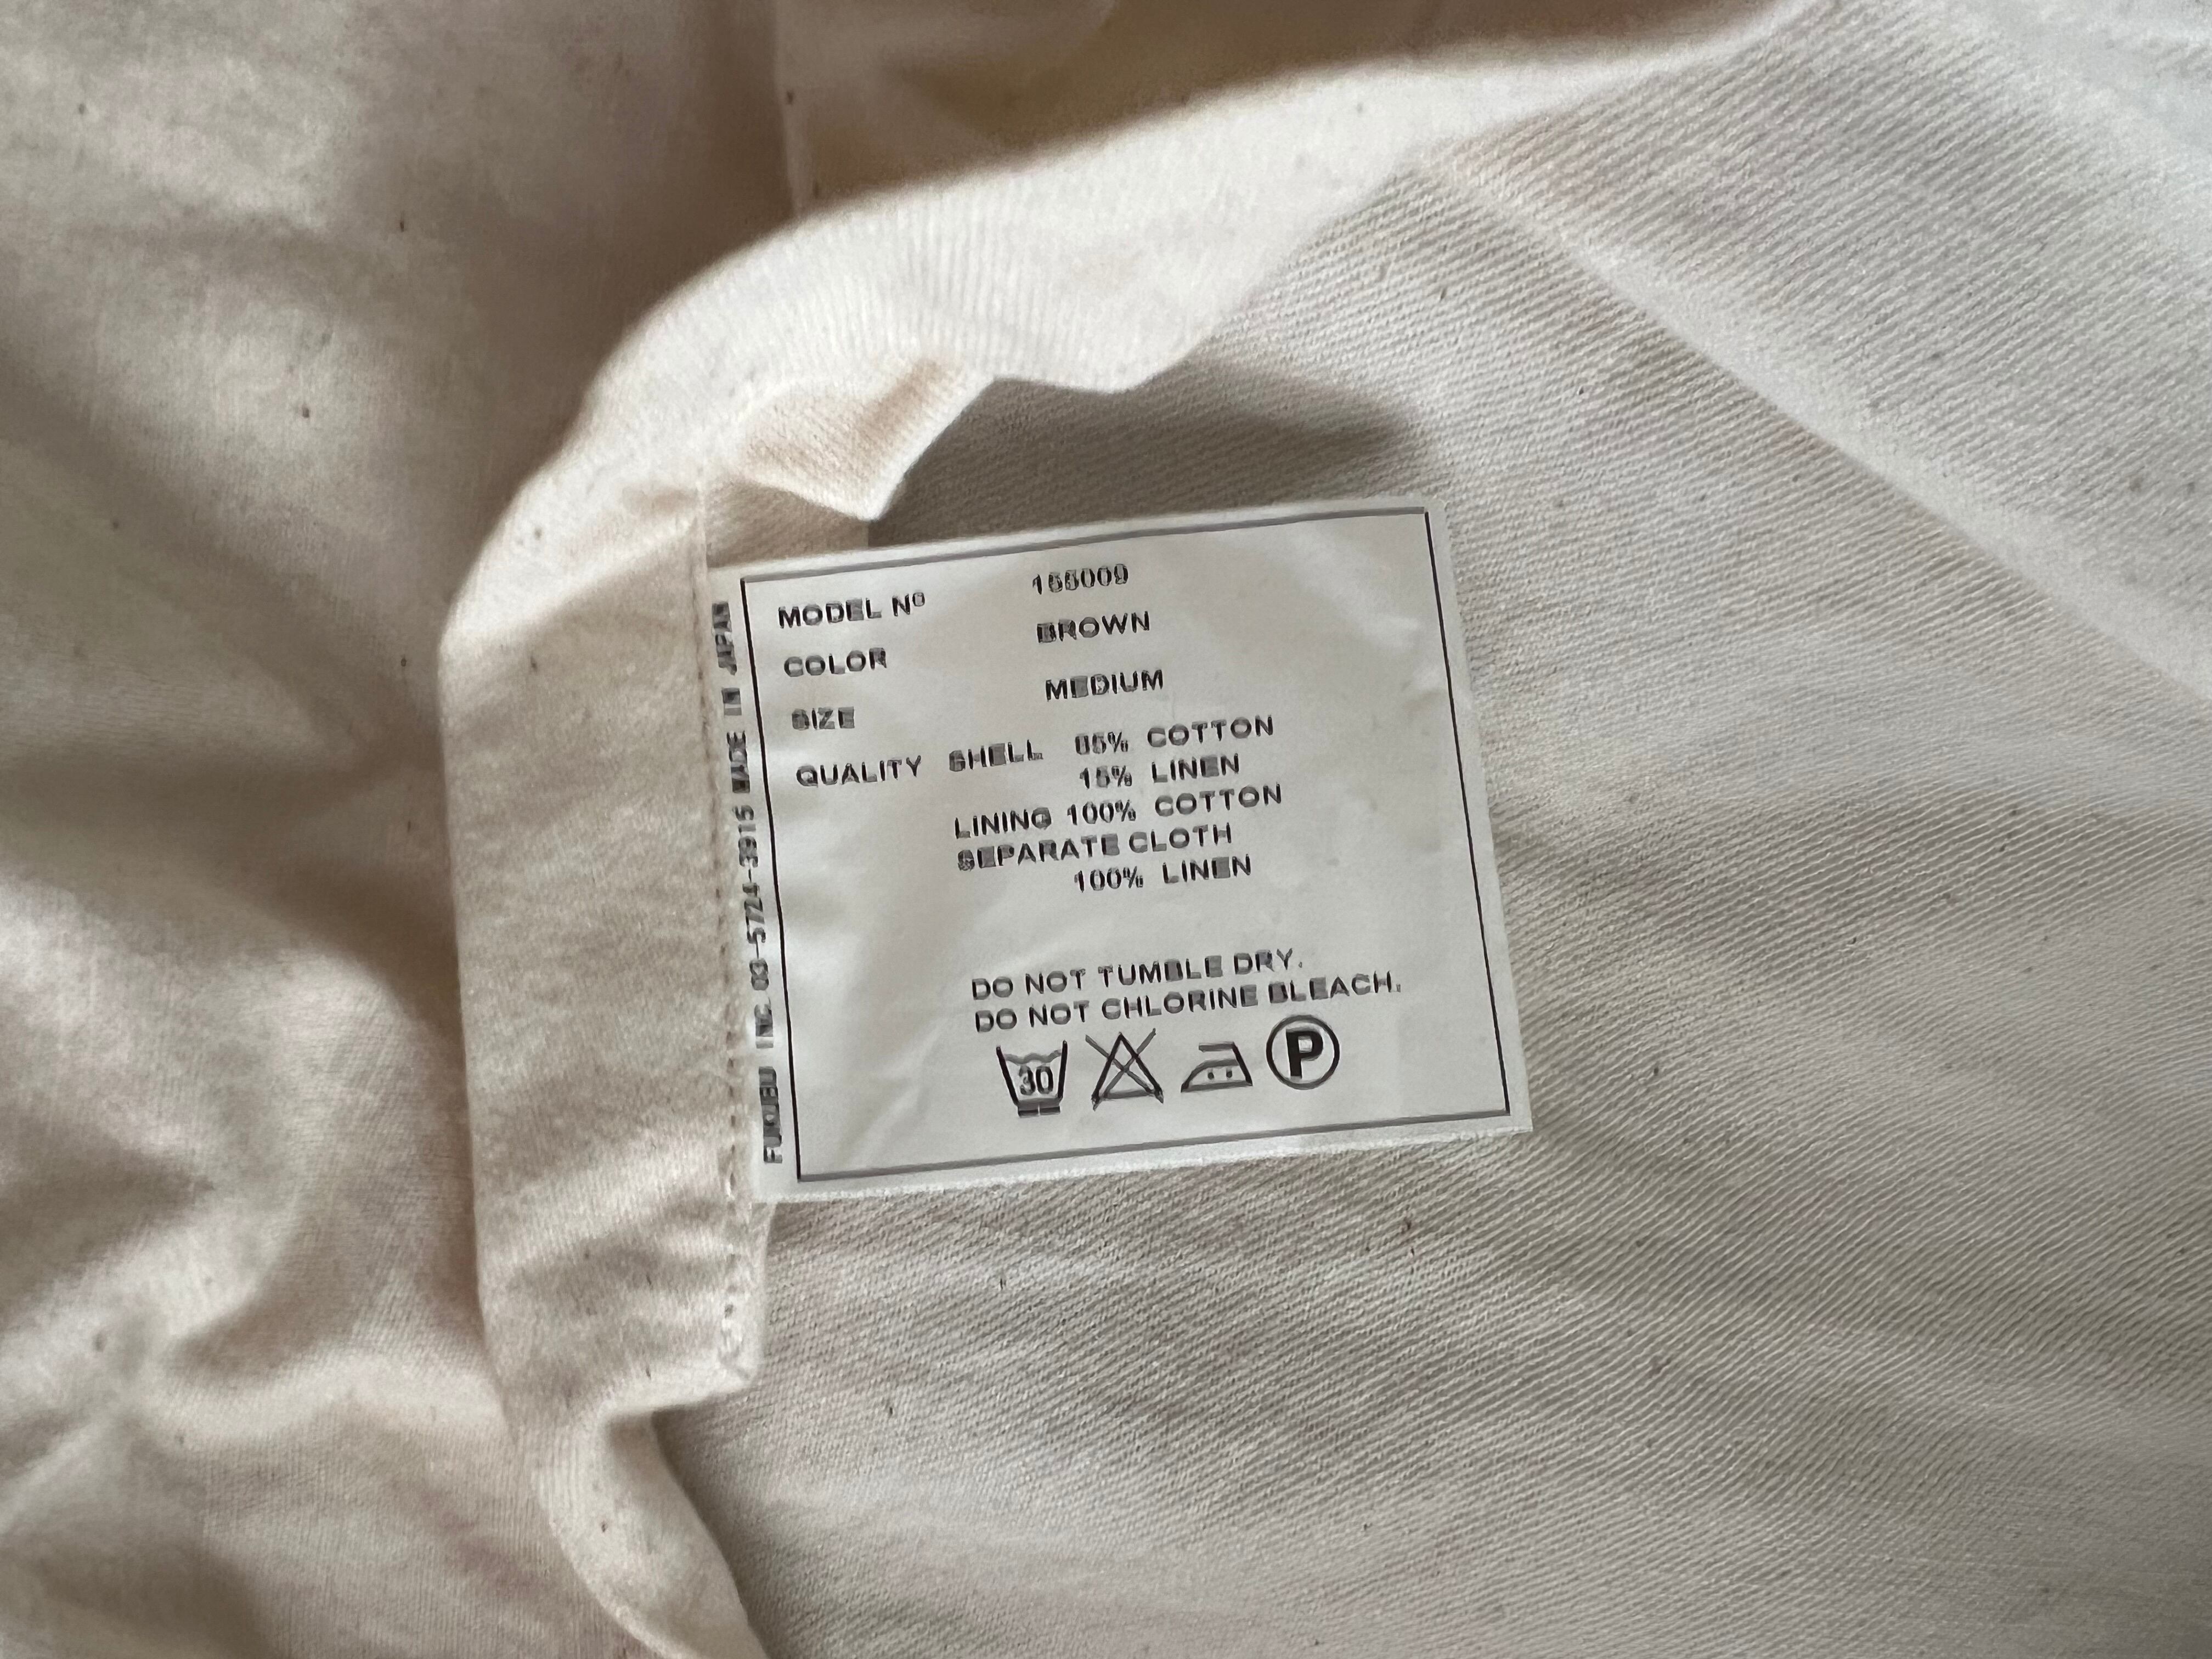 MODEL Nº 155009
COLOR BROWN
SIZE MEDIUM
QUALITY SHELL 85% COTTON
15% LINEN
LINING 100% COTTON
SEPARATE CLOTH
100% LINEN
DO NOT TUMBLE DRY.
DO NOT CHLORINE BLEACH.
30
P
FUKUBU INC. 03-5724-3915 MADE IN JAPAN